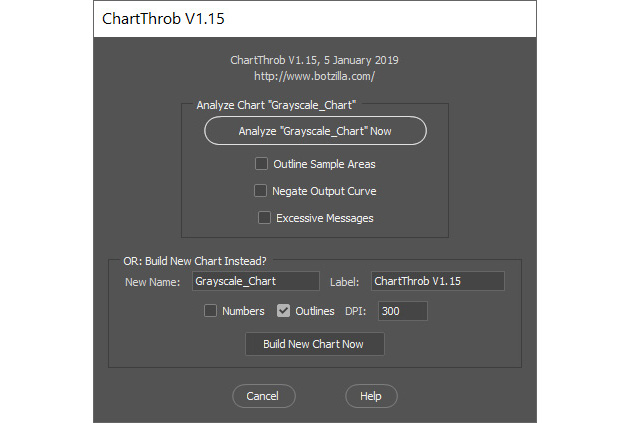 ChartThrob V1.15
ChartThrob V1.15, 5 January 2019
http://www.botzilla.com/
Analyze Chart "Grayscale_Chart"
Analyze "Grayscale_Chart" Now
Outline Sample Areas
Negate Output Curve
Excessive Messages
OR: Build New Chart Instead?
New Name: Grayscale_Chart Label: ChartThrob V1.15
Numbers Outlines DPI: 300
Build New Chart Now
Cancel Help